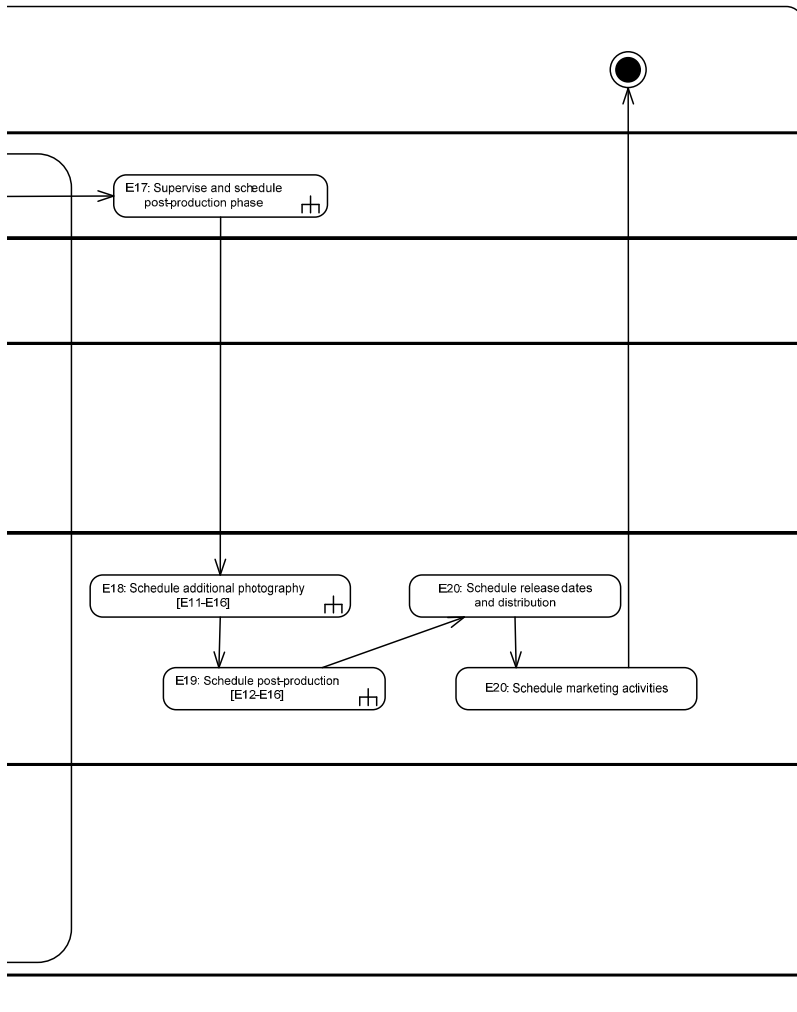 E17: Supervise and schedule
post-production phase
E18: Schedule additional photography
[E11-E16]
E20: Schedule release dates
and distribution
E19: Schedule post-production
[E12-E16]
E20: Schedule marketing activities